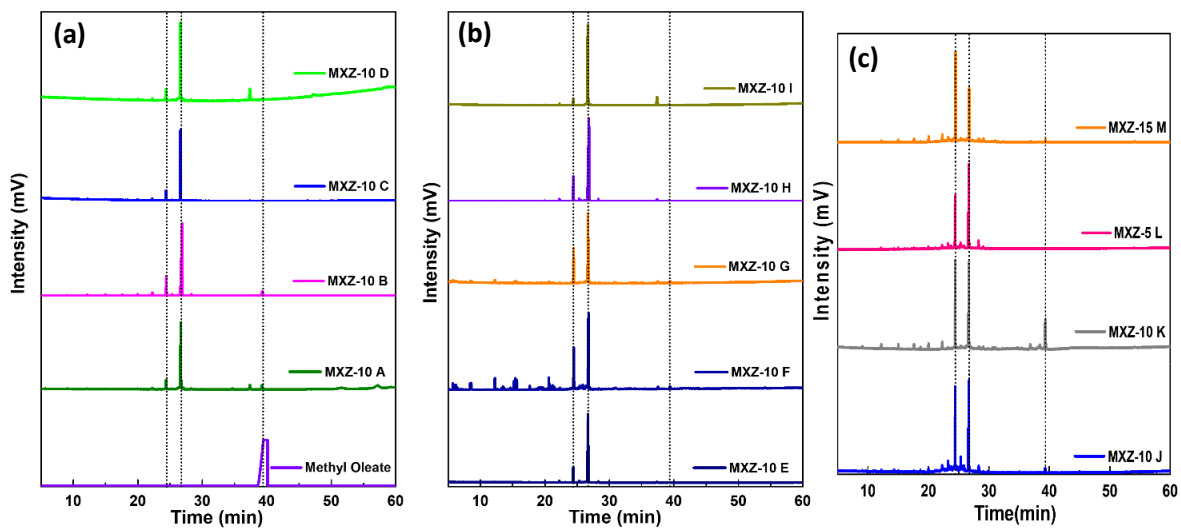 (a)
MXZ-10 D
MXZ-10 C
MXZ-10 B
MXZ-10 A
Methyl Oleate
Intensity (mV)
10 20 30 40 50 60
Time (min)
(b)
MXZ-10 I
MXZ-10 H
MXZ-10 G
MXZ-10 F
MXZ-10 E
Intensity (mV)
10 20 30 40 50 60
Time (min)
(c)
MXZ-15 M
MXZ-5 L
MXZ-10 K
MXZ-10 J
Intensity (mV)
10 20 30 40 50 60
Time(min)